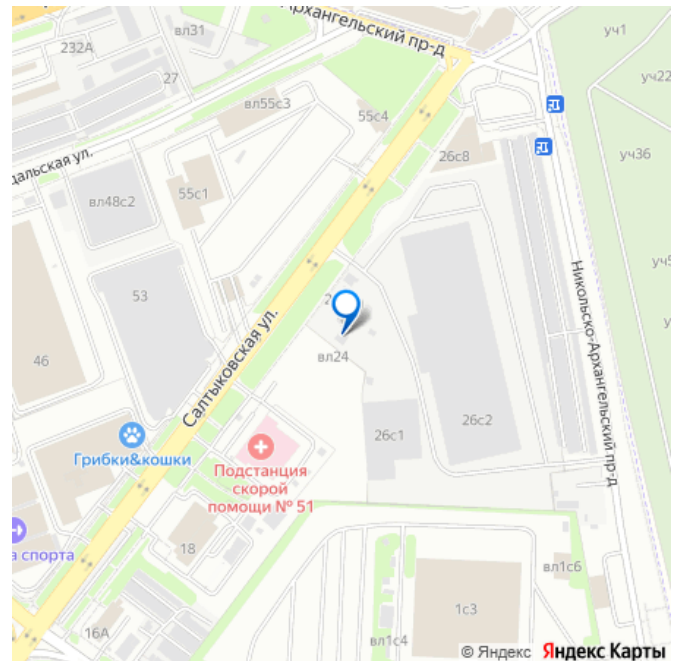 Архангельский пр-д
вл31
232А
27
уч1
уч22
вл55с3
55с4
уч36
дальская ул.
26с8
55с1
вл48с2
53
Никольско-Архангельский пр-д
46
Салтыковская ул.
вл24
26с1
26с2
Грибки&кошки
Подстанция
скорой
помощи № 51
а спорта
18
вл1с6
1с3
16А
вл1с4
© Яндекс Яндекс Карты